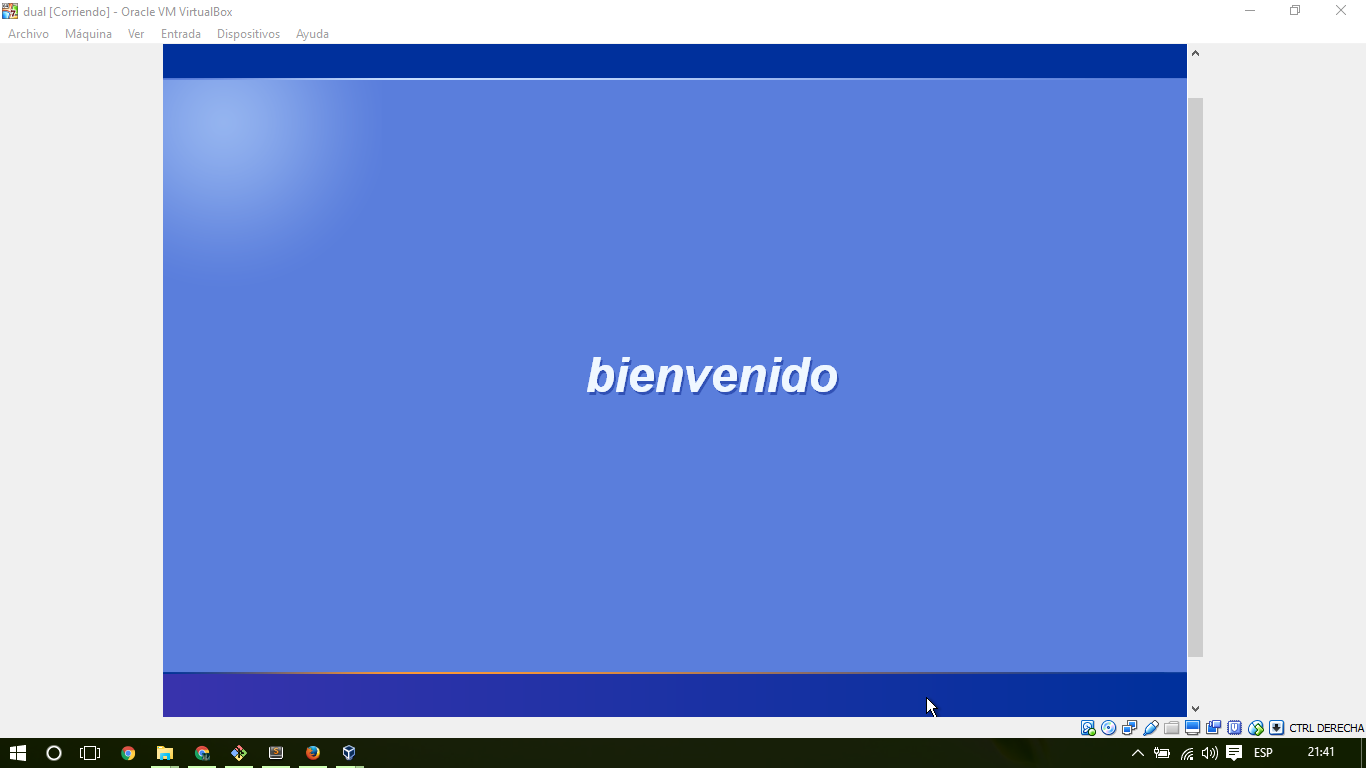 dual [Corriendo] - Oracle VM VirtualBox
Archivo Máquina Ver Entrada Dispositivos Ayuda
bienvenido
CTRL DERECHA
ESP 21:41